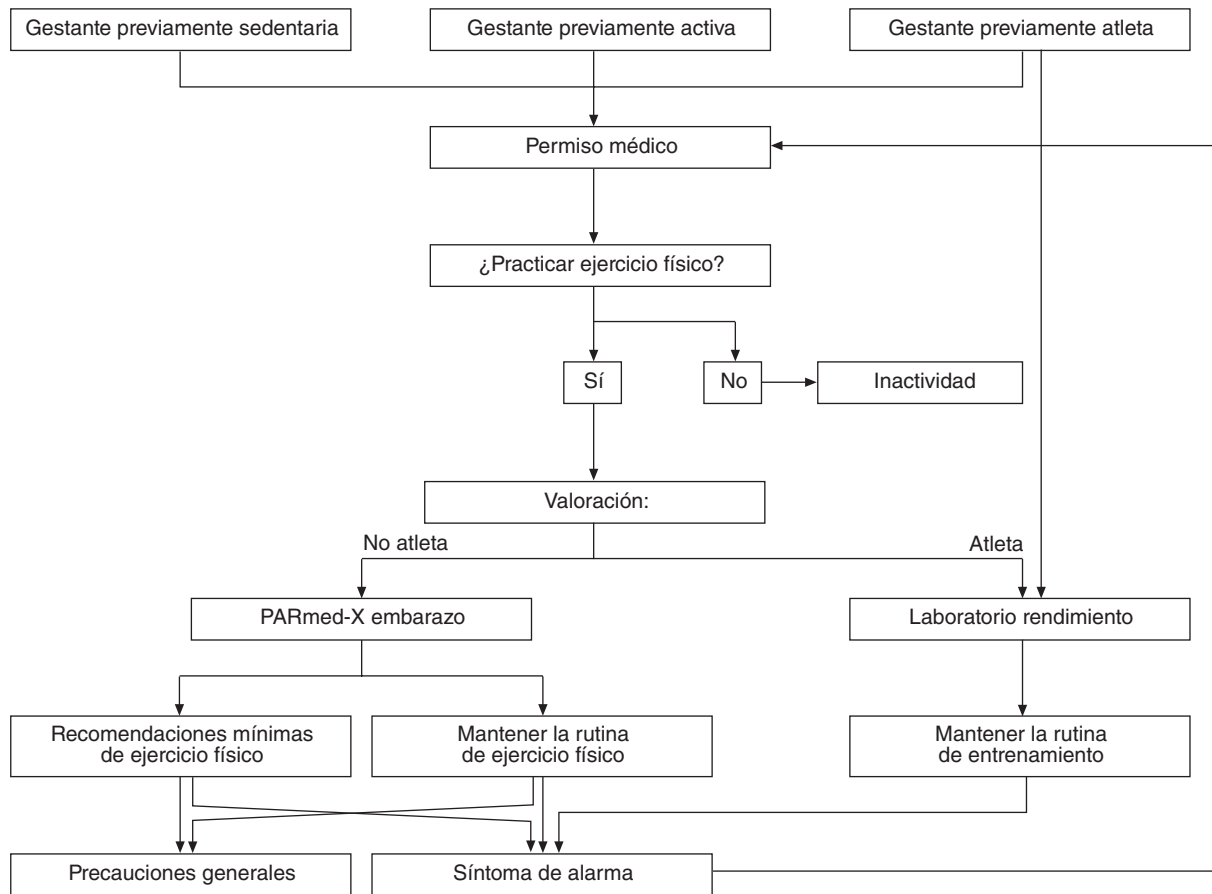 Gestante previamente sedentaria
Gestante previamente activa
Gestante previamente atleta
Permiso médico
¿Practicar ejercicio físico?
Sí
No
Inactividad
Valoración:
No atleta
Atleta
PARmed-X embarazo
Laboratorio rendimiento
Recomendaciones mínimas
de ejercicio físico
Mantener la rutina
de ejercicio físico
Mantener la rutina
de entrenamiento
Precauciones generales
Síntoma de alarma